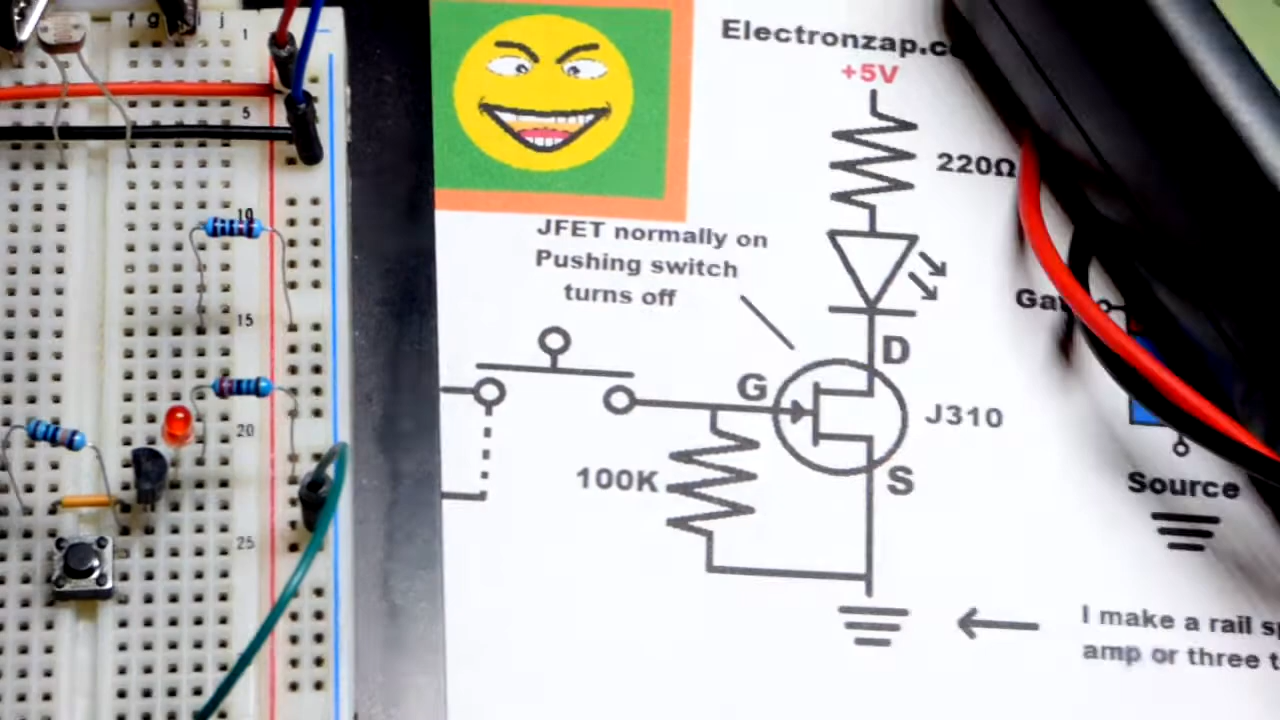 f g i j
1
5
10
15
20
25
Electronzap.c
+5V
220Ω
JFET normally on
Pushing switch
turns off
D
G
J310
100K
S
Source
I make a rail
amp or three